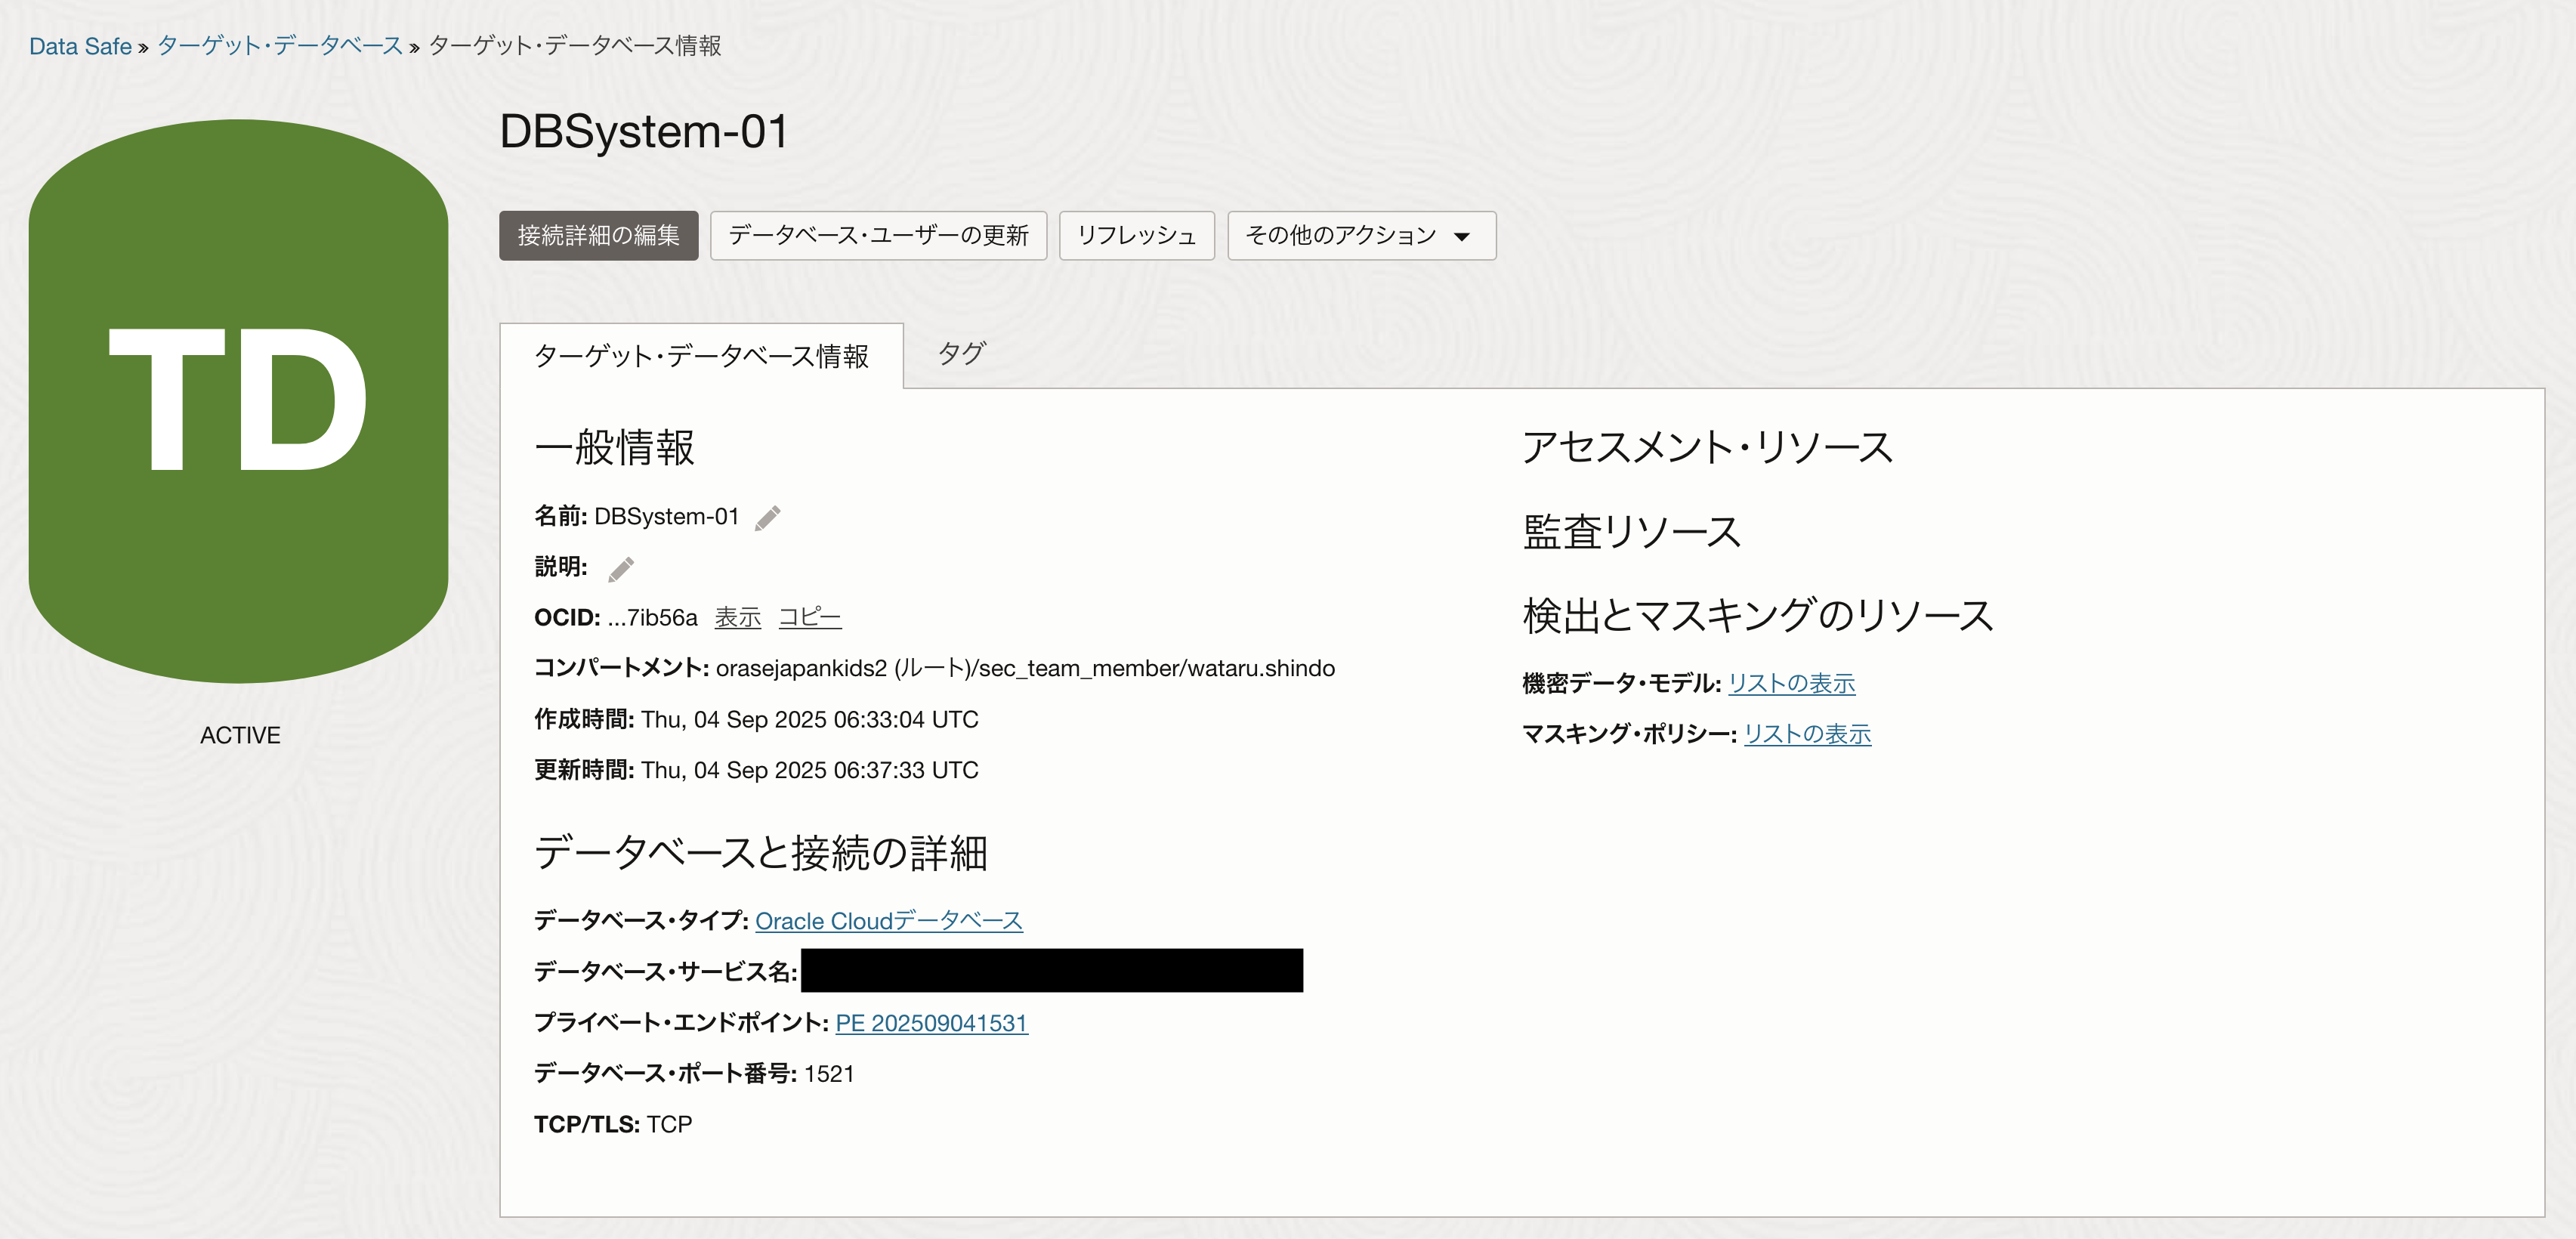 Data Safe » ターゲット・データベース » ターゲット・データベース情報
TD
ACTIVE
DBSystem-01
接続詳細の編集 データベース・ユーザーの更新 リフレッシュ その他のアクション
ターゲット・データベース情報 タグ
一般情報
名前: DBSystem-01
説明:
OCID: ...7ib56a 表示 コピー
コンパートメント: orasejapankids2 (ルート)/sec_team_member/wataru.shindo
作成時間: Thu, 04 Sep 2025 06:33:04 UTC
更新時間: Thu, 04 Sep 2025 06:37:33 UTC
データベースと接続の詳細
データベース・タイプ: Oracle Cloudデータベース
データベース・サービス名:
プライベート・エンドポイント: PE 202509041531
データベース・ポート番号: 1521
TCP/TLS: TCP
アセスメント・リソース
監査リソース
検出とマスキングのリソース
機密データ・モデル: リストの表示
マスキング・ポリシー: リストの表示